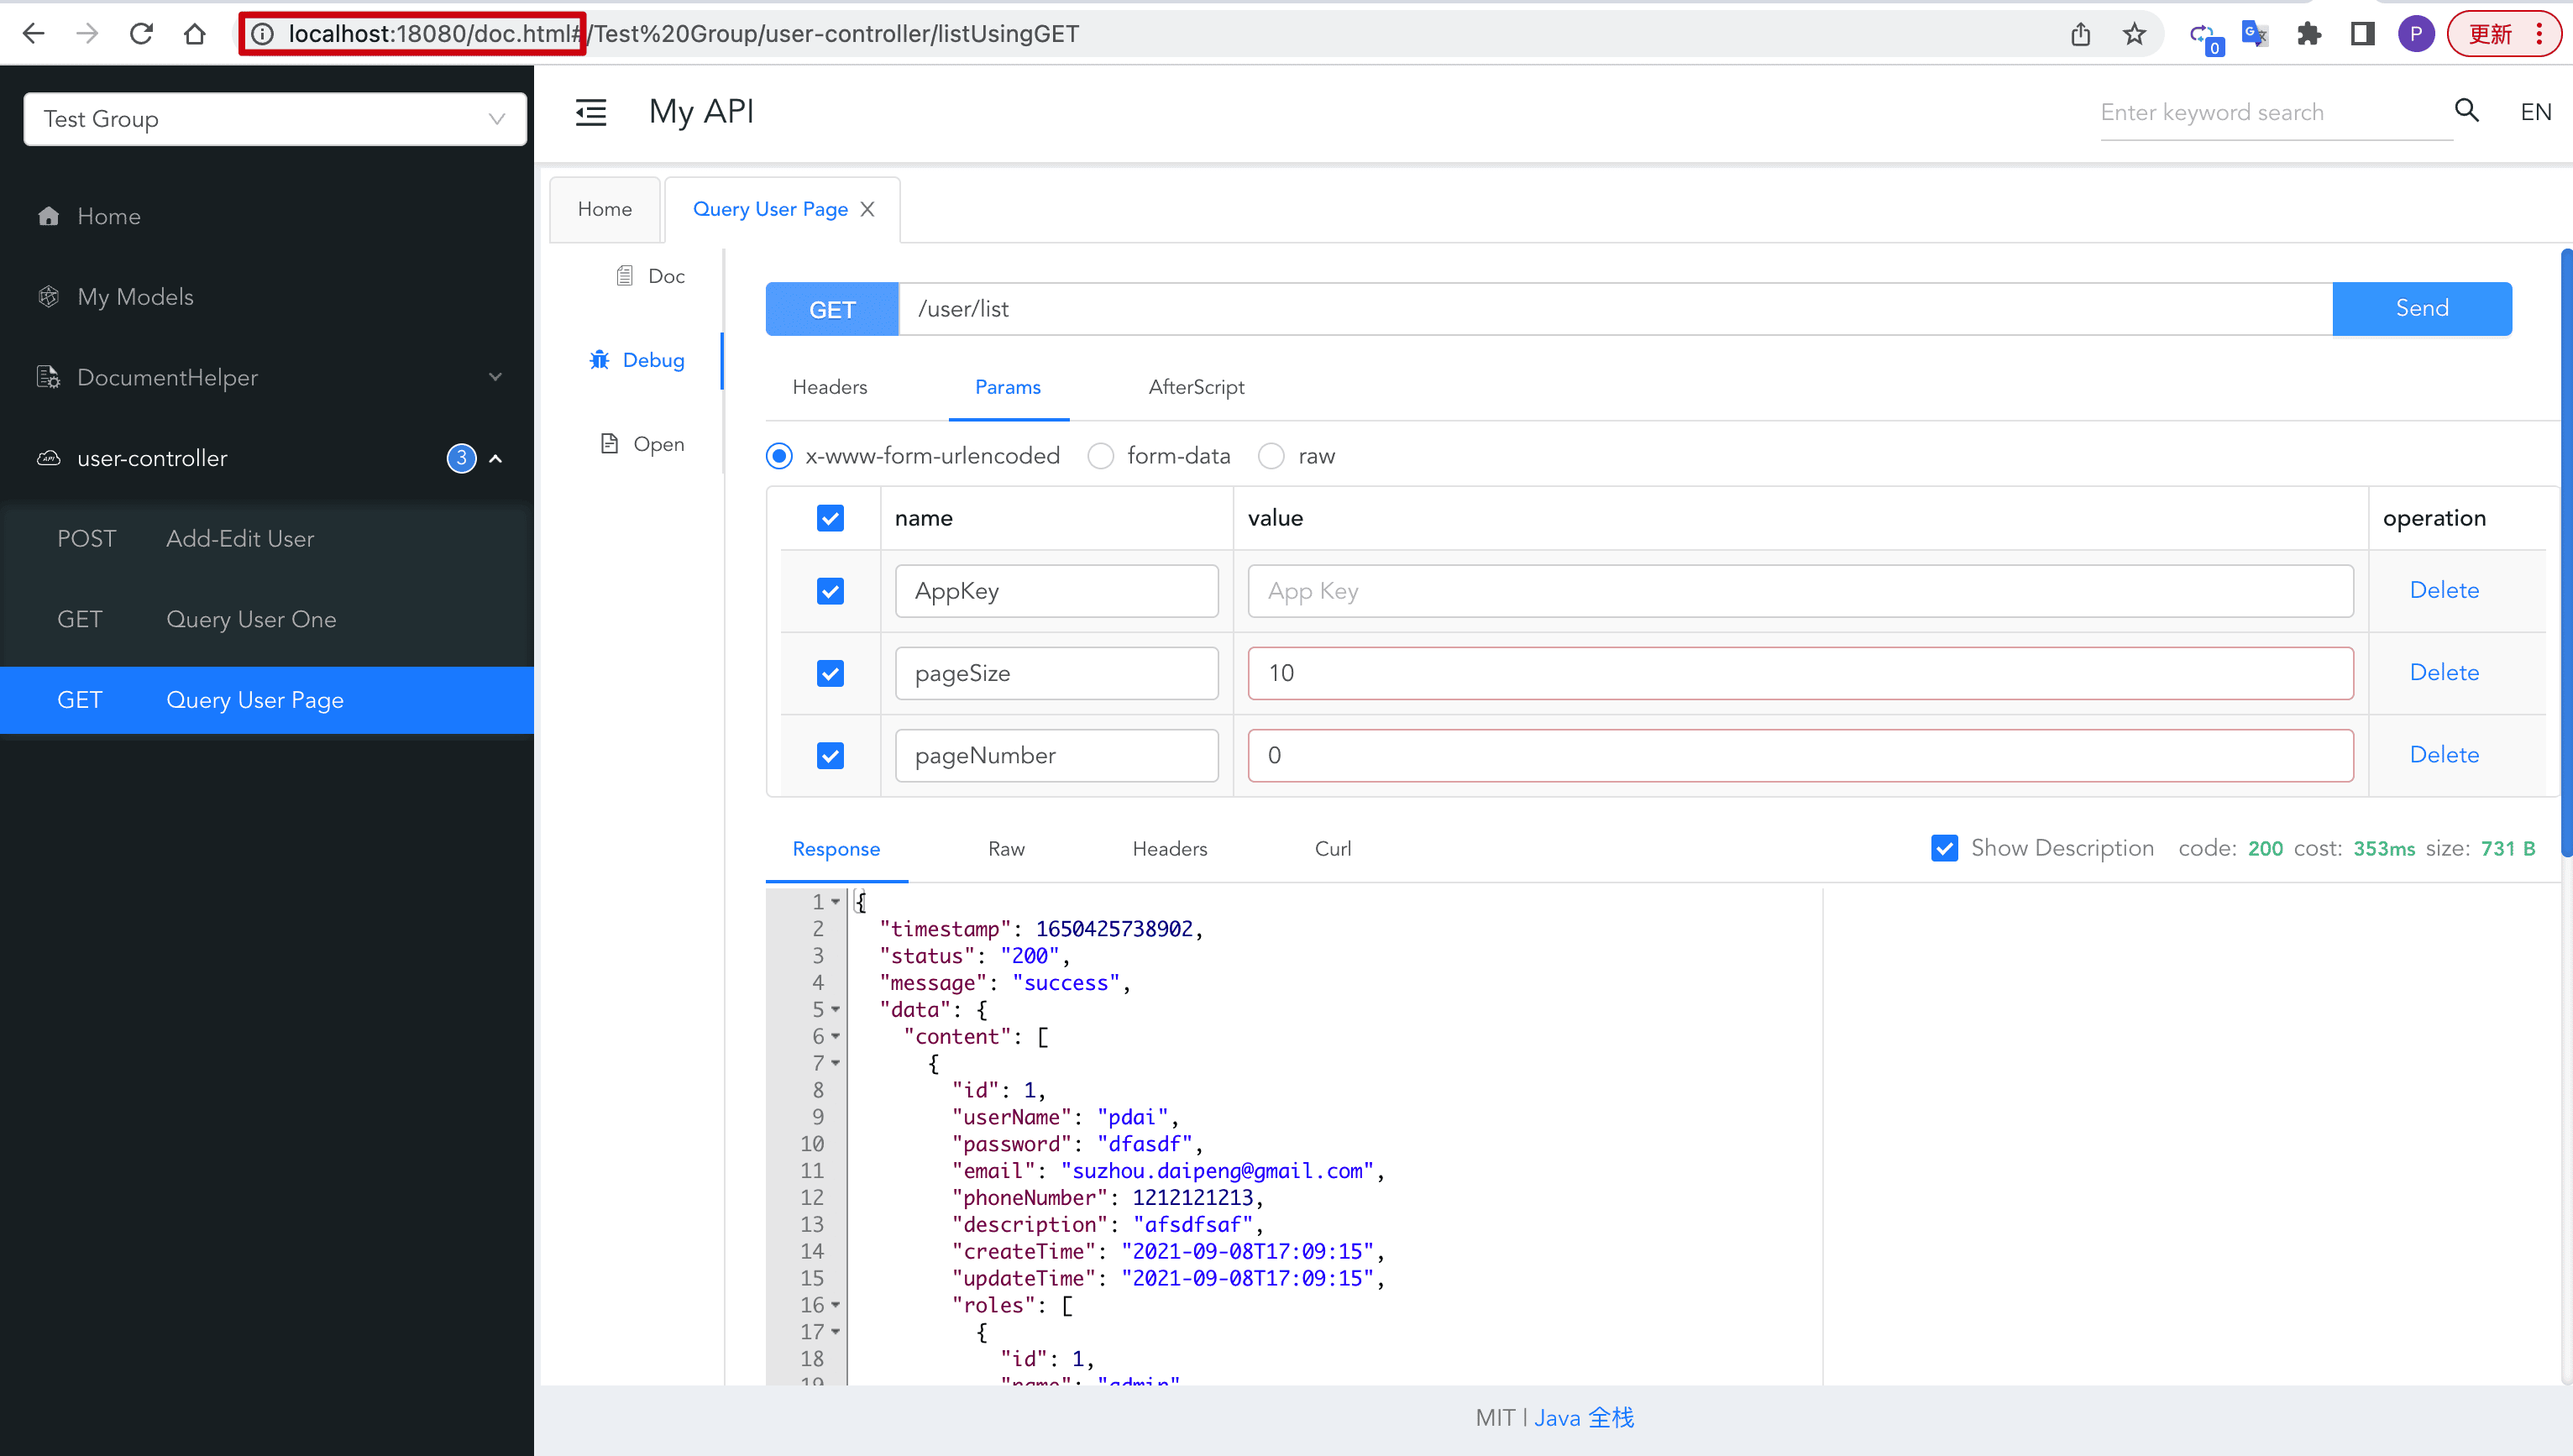 localhost:18080/doc.html#/Test%20Group/user-controller/listUsingGET
0
G
文
P
更新
Test Group
My API
Enter keyword search
EN
Home
My Models
DocumentHelper
user-controller
3
POST Add-Edit User
GET Query User One
GET Query User Page
Home
Query User Page
Doc
Debug
Open
GET /user/list Send
Headers Params AfterScript
x-www-form-urlencoded form-data raw
name value operation
AppKey App Key Delete
pageSize 10 Delete
pageNumber 0 Delete
Response Raw Headers Curl
Show Description code: 200 cost: 353ms size: 731 B
1 {
2 "timestamp": 1650425738902,
3 "status": "200",
4 "message": "success",
5 "data": {
6 "content": [
7 {
8 "id": 1,
9 "userName": "pdai",
10 "password": "dfasdf",
11 "email": "suzhou.daipeng@gmail.com",
12 "phoneNumber": 1212121213,
13 "description": "afsdfsaf",
14 "createTime": "2021-09-08T17:09:15",
15 "updateTime": "2021-09-08T17:09:15",
16 "roles": [
17 {
18 "id": 1,
19 "name": "admin"
MIT | Java 全栈